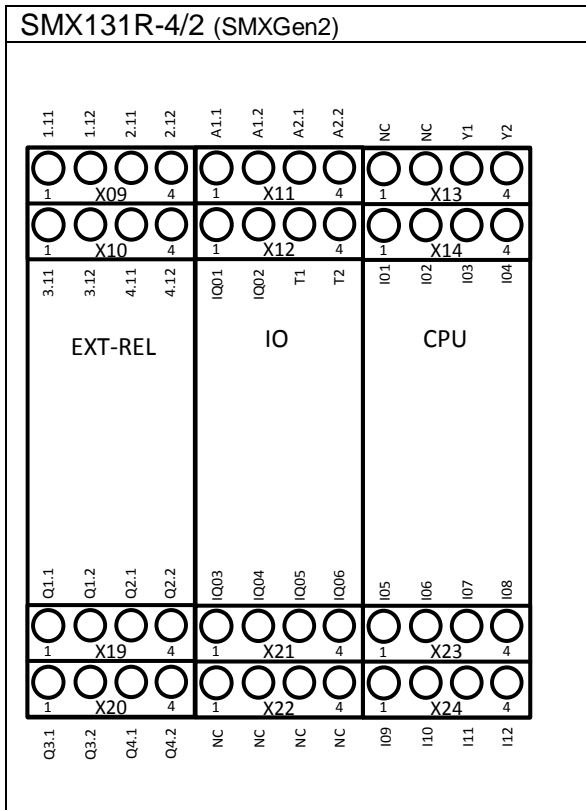 SMX131R-4/2 (SMXGen2)
1.11 1.12 2.11 2.12 A1.1 A1.2 A2.1 A2.2 NC NC Y1 Y2
1 X09 4 1 X11 4 1 X13 4
1 X10 4 1 X12 4 1 X14 4
3.11 3.12 4.11 4.12 IQ01 IQ02 T1 T2 I01 I02 I03 I04
EXT-REL IO CPU
Q1.1 Q1.2 Q2.1 Q2.2 IQ03 IQ04 IQ05 IQ06 I05 I06 I07 I08
1 X19 4 1 X21 4 1 X23 4
1 X20 4 1 X22 4 1 X24 4
Q3.1 Q3.2 Q4.1 Q4.2 NC NC NC NC I09 I10 I11 I12